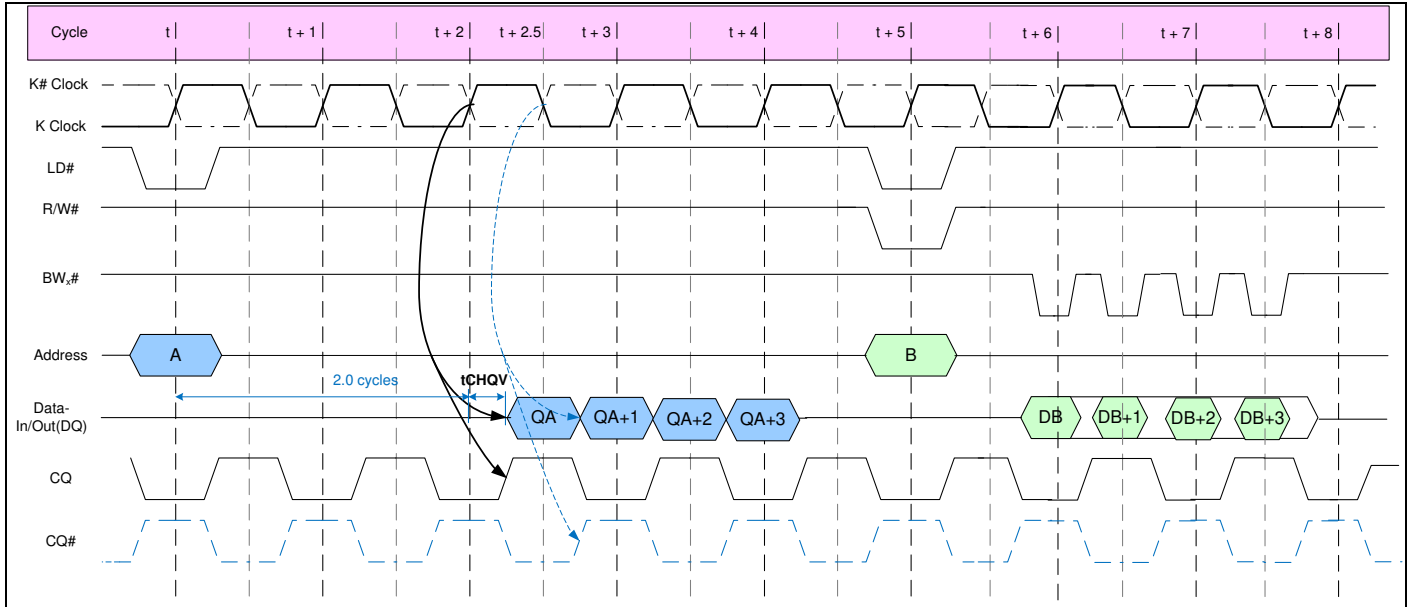 Cycle t t + 1 t + 2 t + 2.5 t + 3 t + 4 t + 5 t + 6 t + 7 t + 8
K# Clock
K Clock
LD#
R/W#
BWx#
Address A B
2.0 cycles tCHQV
Data-
In/Out(DQ) QA QA+1 QA+2 QA+3 DB DB+1 DB+2 DB+3
CQ
CQ#